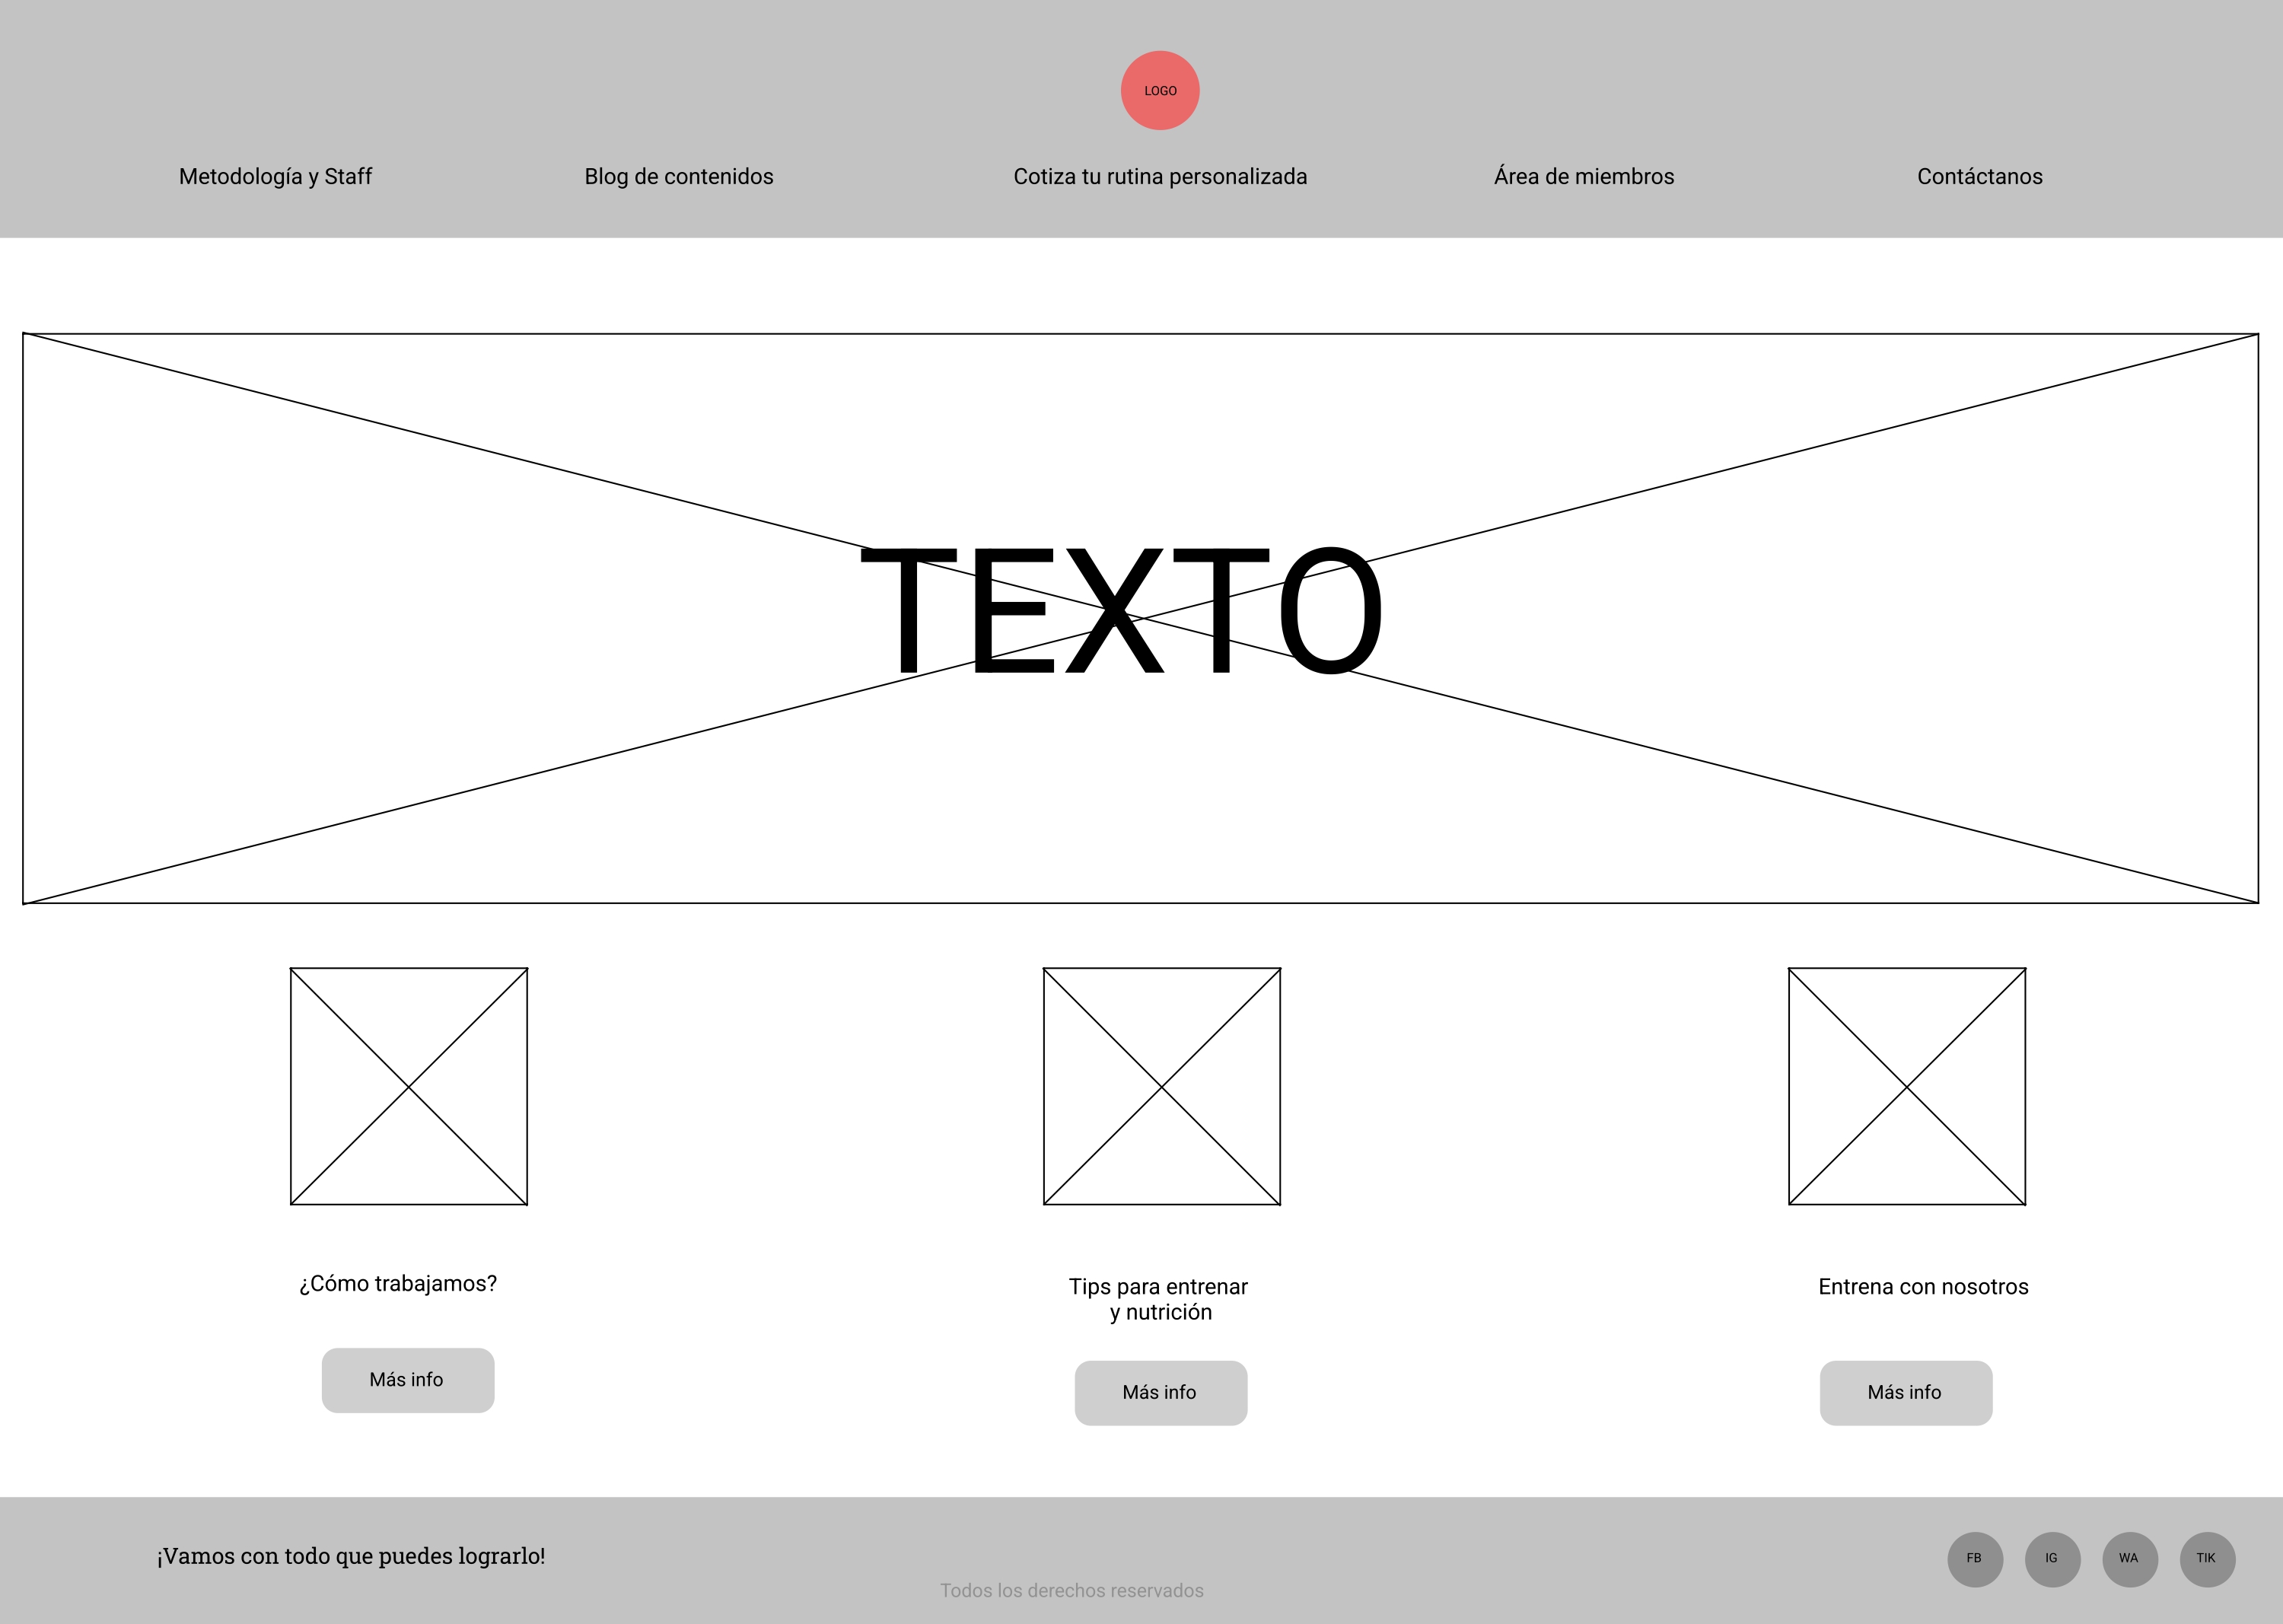 LOGO
Metodología y Staff
Blog de contenidos
Cotiza tu rutina personalizada
Área de miembros
Contáctanos
TEXTO
¿Cómo trabajamos?
Más info
Tips para entrenar
y nutrición
Más info
Entrena con nosotros
Más info
¡Vamos con todo que puedes lograrlo!
Todos los derechos reservados
FB
IG
WA
TIK